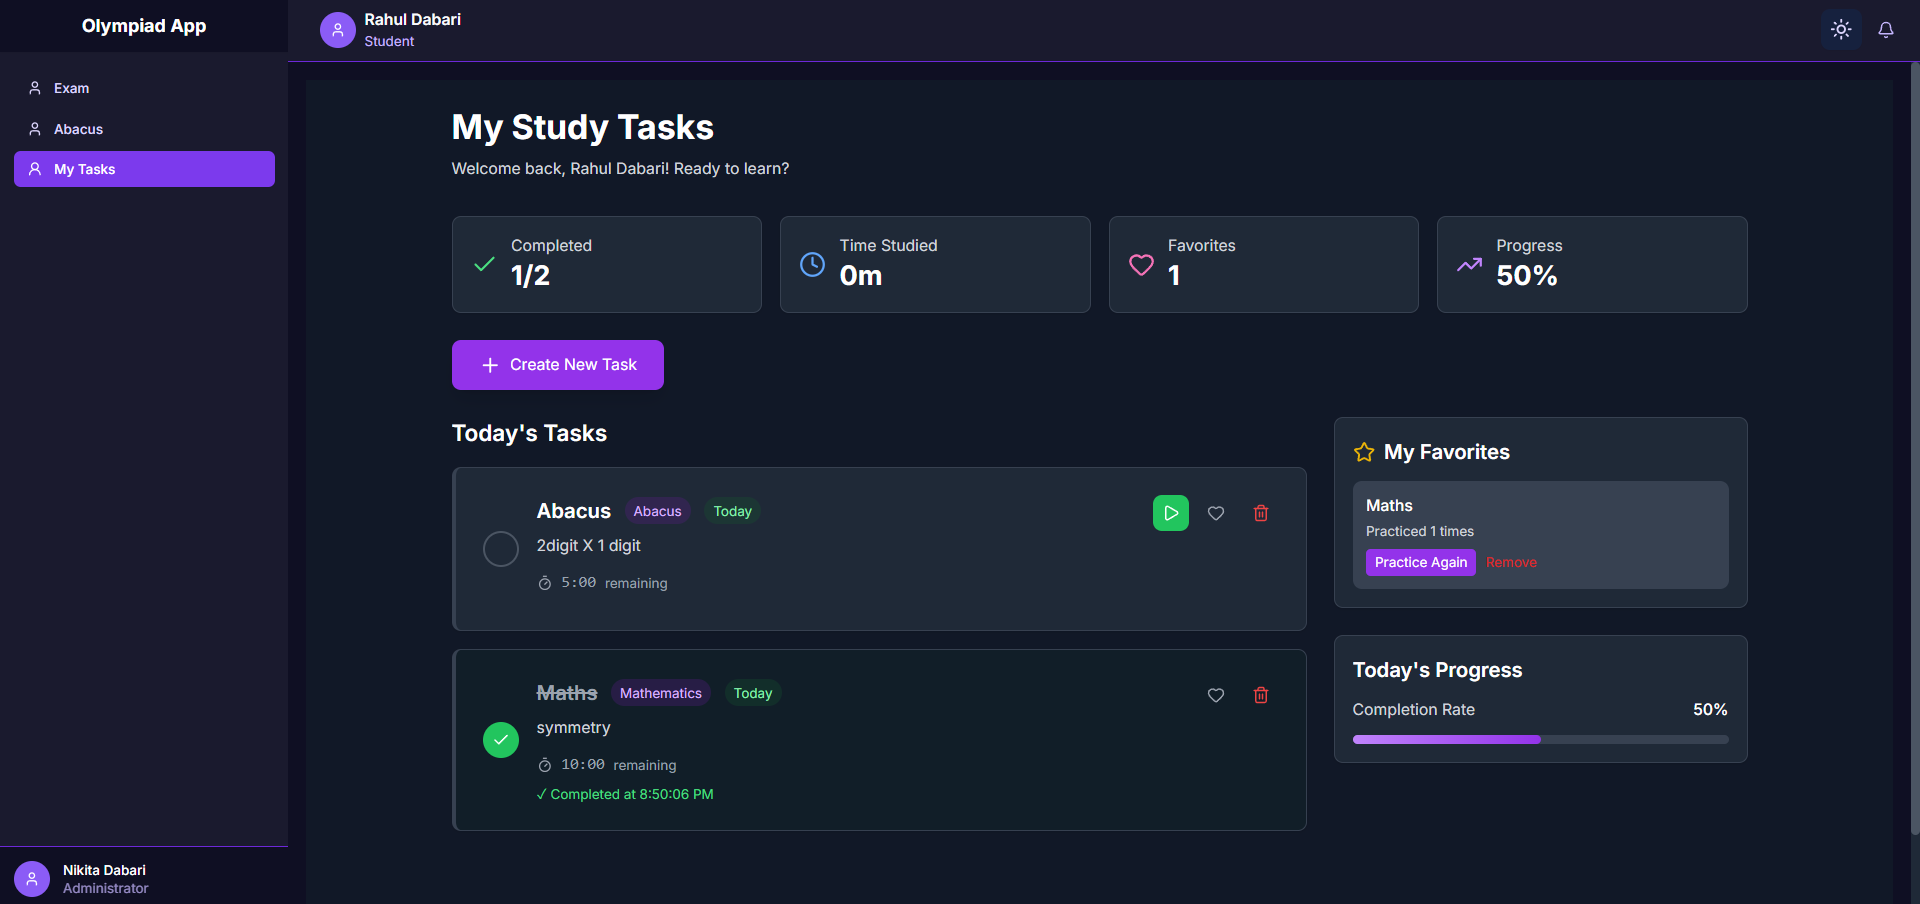 Olympiad App
Exam
Abacus
My Tasks
Nikita Dabari
Administrator
Rahul Dabari
Student
My Study Tasks
Welcome back, Rahul Dabari! Ready to learn?
Completed
1/2
Time Studied
0m
Favorites
1
Progress
50%
Create New Task
Today's Tasks
Abacus Abacus Today
2digit X 1 digit
5:00 remaining
Maths Mathematics Today
symmetry
10:00 remaining
✓ Completed at 8:50:06 PM
My Favorites
Maths
Practiced 1 times
Practice Again Remove
Today's Progress
Completion Rate 50%